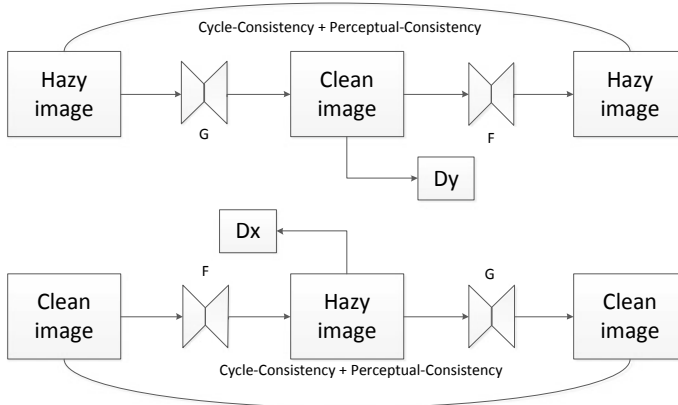 Cycle-Consistency + Perceptual-Consistency
Hazy
image
G
Clean
image
F
Hazy
image
Dy
Dx
Clean
image
F
Hazy
image
G
Clean
image
Cycle-Consistency + Perceptual-Consistency